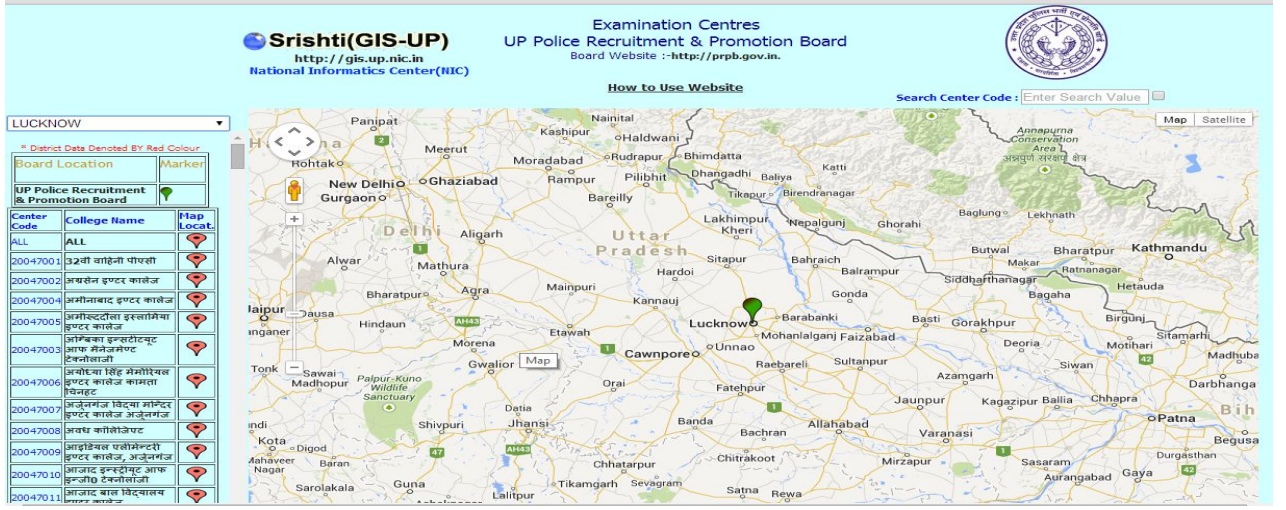 Srishti(GIS-UP)
http://gis.up.nic.in
National Informatics Center(NIC)
Examination Centres
UP Police Recruitment & Promotion Board
Board Website :-http://prpb.gov.in.
How to Use Website
Search Center Code : Enter Search Value
LUCKNOW
* District Data Denoted BY Red Colour
Board Location Marker
UP Police Recruitment
& Promotion Board
Center
Code College Name Map
Locat.
ALL ALL
20047001 32वी वाहिनी पीएसी
20047002 अग्रसेन इण्टर कालेज
20047004 अमीनाबाद इण्टर कालेज
20047005 इस्लामिया
इण्टर कालेज
20047003 आफ मैनेजमेण्ट
20047006 अयोध्या सिंह मेमोरियल
इण्टर कालेज कामता
चिनहट
20047007 अर्जुनगंज विद्या मन्दिर
इण्टर कालेज अर्जुनगंज
20047008 अवध
20047009 आइडियल
इण्टर कालेज, अर्जुनगंज
20047010 आजाद आफ
20047011 आजाद बाल विद्यालय
Map Satellite
Panipat
Nainital
Kashipur
Haldwani
Meerut
Annapurna
Conservation
Area
Rohtak
Moradabad
Rudrapur
Bhimdatta
New Delhi
Ghaziabad
Rampur
Pilibhit
Dhangadhi
Baliya
Katti
Gurgaon
Bareilly
Tikapur
Birendranagar
Delhi
Aligarh
Uttar
Pradesh
Lakhimpur
Kheri
Nepalgunj
Ghorahi
Baglung
Lekhnath
Alwar
Mathura
Sitapur
Bahraich
Butwal
Bharatpur
Kathmandu
Hardoi
Balrampur
Makar
Ratnanagar
Siddharthanagar
Hetauda
Bharatpur
Agra
Mainpuri
Kannauj
Gonda
Bagaha
Jaipur
Dausa
Hindaun
AH43
Etawah
Lucknow
Barabanki
Basti
Gorakhpur
Birgunj
Morena
Mohanlalganj
Faizabad
Deoria
Motihari
Sitamarhi
Gwalior
Map
1
Cawnpore
Unnao
Raebareli
Sultanpur
Siwan
42
Madhuba
Tonk
Sawai
Madhopur
Palpur-Kuno
Wildlife
Sanctuary
Orai
Fatehpur
Azamgarh
Darbhanga
Datia
Jaunpur
Kagazipur
Ballia
Chhapra
Shivpuri
Jhansi
Banda
Bachran
Allahabad
Varanasi
Patna
Bih
Kota
Digod
Begusa
Baran
47
AH43
Chhatarpur
Chitrakoot
Mirzapur
1
Sasaram
Durgasthan
Mahaveer
Nagar
Aurangabad
Gaya
42
Sarolakala
Guna
Lalitpur
Tikamgarh
Sevagram
Satna
Rewa